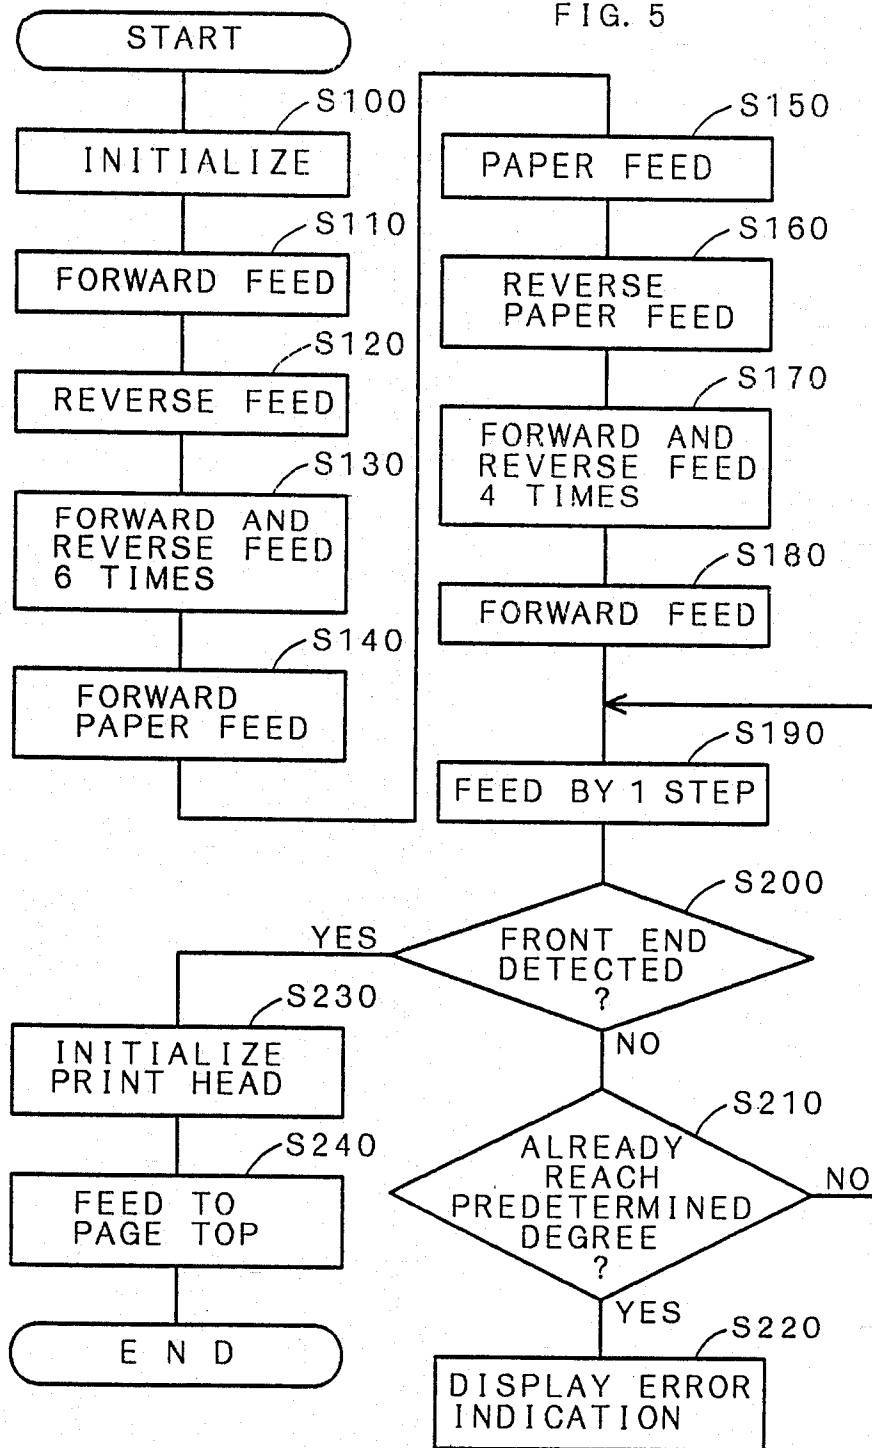 FIG. 5
START
S100
INITIALIZE
S110
FORWARD FEED
S120
REVERSE FEED
S130
FORWARD AND
REVERSE FEED
6 TIMES
S140
FORWARD
PAPER FEED
S150
PAPER FEED
S160
REVERSE
PAPER FEED
S170
FORWARD AND
REVERSE FEED
4 TIMES
S180
FORWARD FEED
S190
FEED BY 1 STEP
S200
FRONT END
DETECTED
?
YES
NO
S210
ALREADY
REACH
PREDETERMINED
DEGREE
?
NO
YES
S220
DISPLAY ERROR
INDICATION
S230
INITIALIZE
PRINT HEAD
S240
FEED TO
PAGE TOP
END